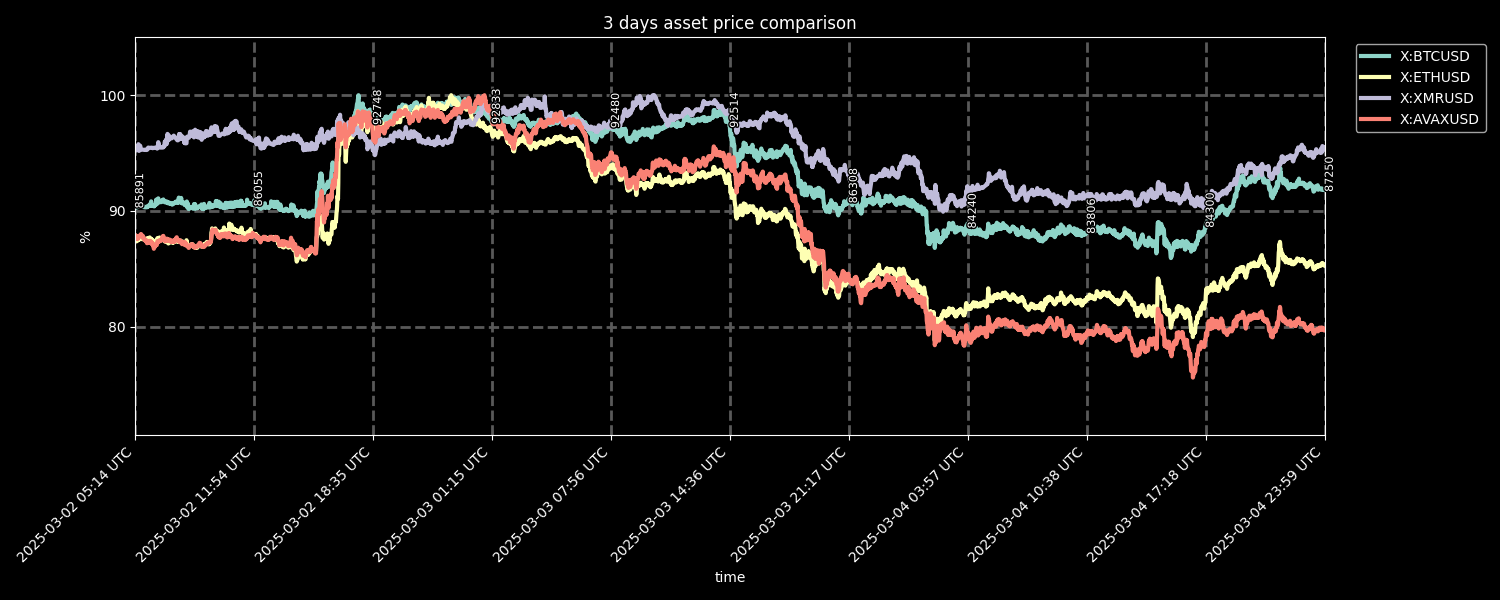 3 days asset price comparison
X:BTCUSD
X:ETHUSD
X:XMRUSD
X:AVAXUSD
100
90
80
%
85891
86055
92748
92833
92480
92514
86308
84240
83806
84300
87250
2025-03-02 05:14 UTC
2025-03-02 11:54 UTC
2025-03-02 18:35 UTC
2025-03-03 01:15 UTC
2025-03-03 07:56 UTC
2025-03-03 14:36 UTC
2025-03-03 21:17 UTC
2025-03-04 03:57 UTC
2025-03-04 10:38 UTC
2025-03-04 17:18 UTC
2025-03-04 23:59 UTC
time